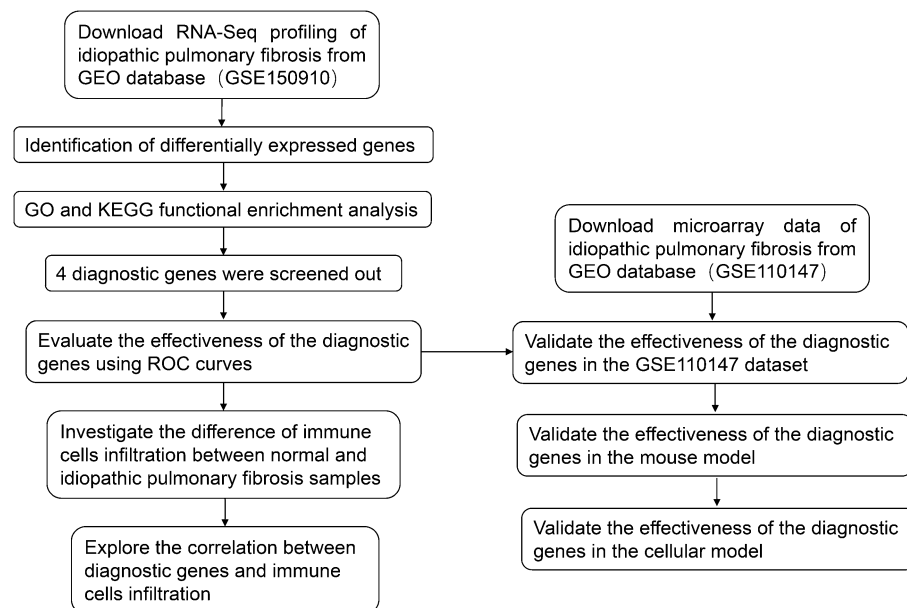 Download RNA-Seq profiling of
idiopathic pulmonary fibrosis from
GEO database（GSE150910）
Identification of differentially expressed genes
GO and KEGG functional enrichment analysis
4 diagnostic genes were screened out
Evaluate the effectiveness of the diagnostic
genes using ROC curves
Investigate the difference of immune
cells infiltration between normal and
idiopathic pulmonary fibrosis samples
Explore the correlation between
diagnostic genes and immune
cells infiltration
Download microarray data of
idiopathic pulmonary fibrosis from
GEO database（GSE110147）
Validate the effectiveness of the diagnostic
genes in the GSE110147 dataset
Validate the effectiveness of the diagnostic
genes in the mouse model
Validate the effectiveness of the diagnostic
genes in the cellular model